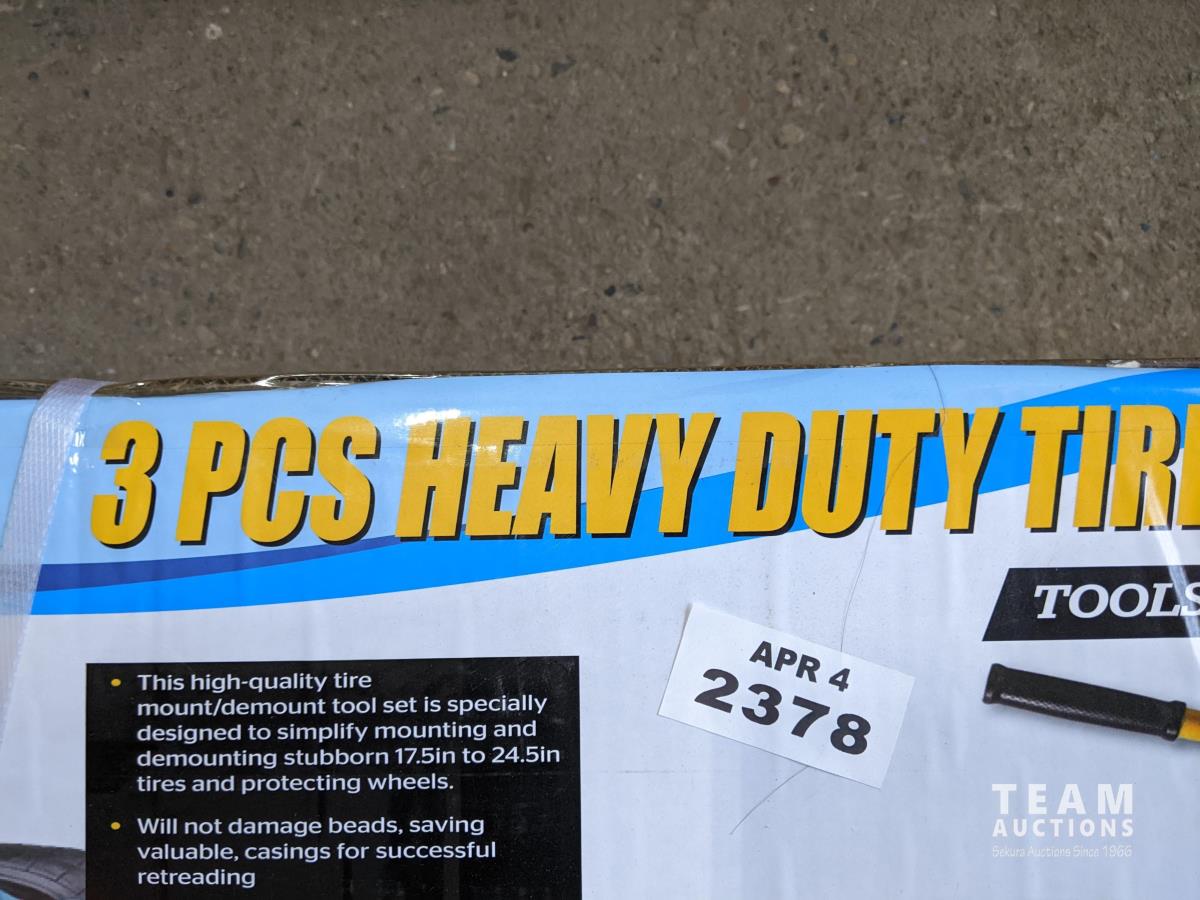 3 PCS HEAVY DUTY TIRE
TOOLS
APR 4
2378
• This high-quality tire
mount/demount tool set is specially
designed to simplify mounting and
demounting stubborn 17.5in to 24.5in
tires and protecting wheels.
• Will not damage beads, saving
valuable, casings for successful
retreading
TEAM
AUCTIONS
Sekura Auctions Since 1966